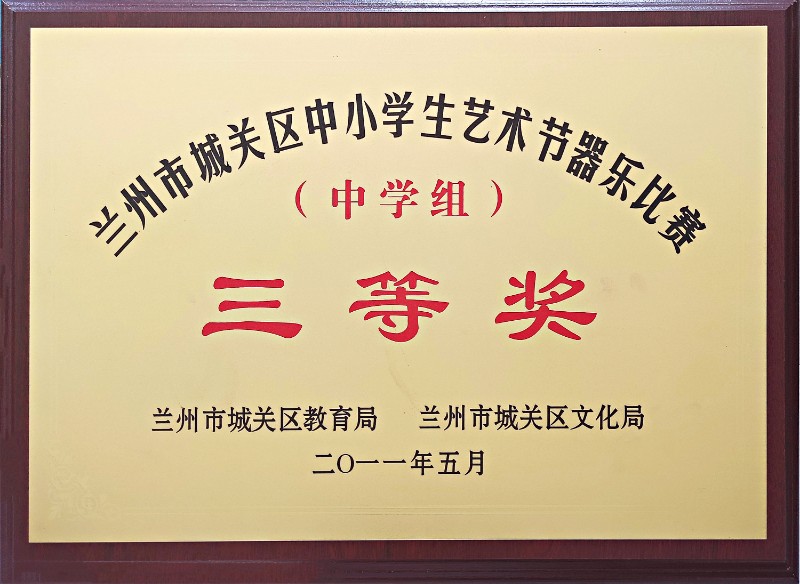 兰州市城关区中小学生艺术节器乐比赛
（中学组）
三等奖
兰州市城关区教育局 兰州市城关区文化局
二〇一一年五月